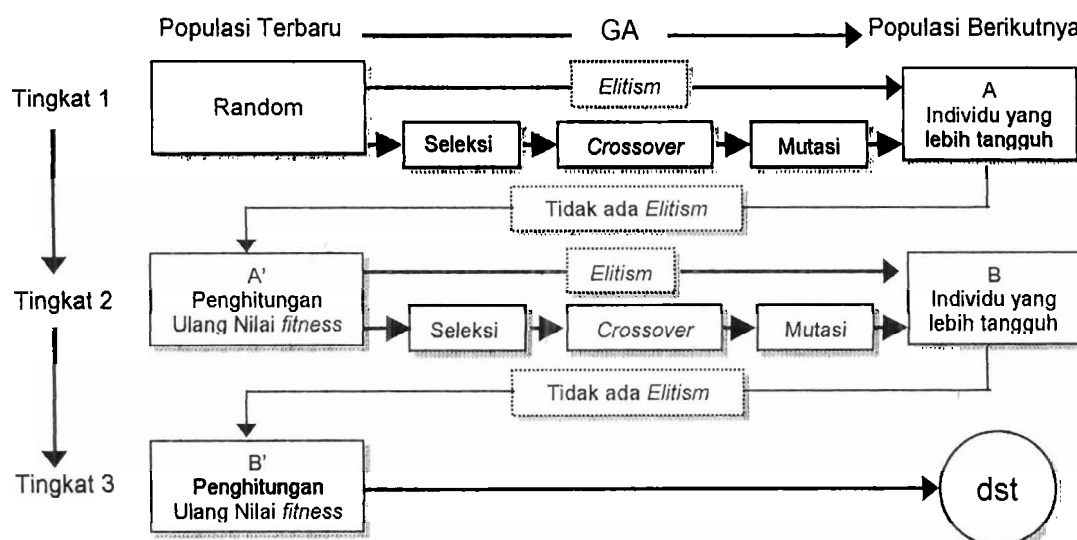 Populasi Terbaru GA Populasi Berikutnya
Tingkat 1
Random
Elitism
Seleksi
Crossover
Mutasi
A
Individu yang
lebih tangguh
Tidak ada Elitism
Tingkat 2
A'
Penghitungan
Ulang Nilai fitness
Elitism
Seleksi
Crossover
Mutasi
B
Individu yang
lebih tangguh
Tidak ada Elitism
Tingkat 3
B'
Penghitungan
Ulang Nilai fitness
dst